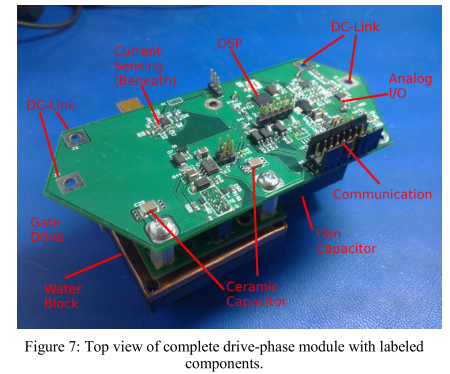 DC-Link
Current
Sensing
(Beneath)
DSP
Analog
I/O
DC-Link
Communication
Gate
Drive
Film
Capacitor
Water
Block
Ceramic
Capacitor
Figure 7: Top view of complete drive-phase module with labeled
components.